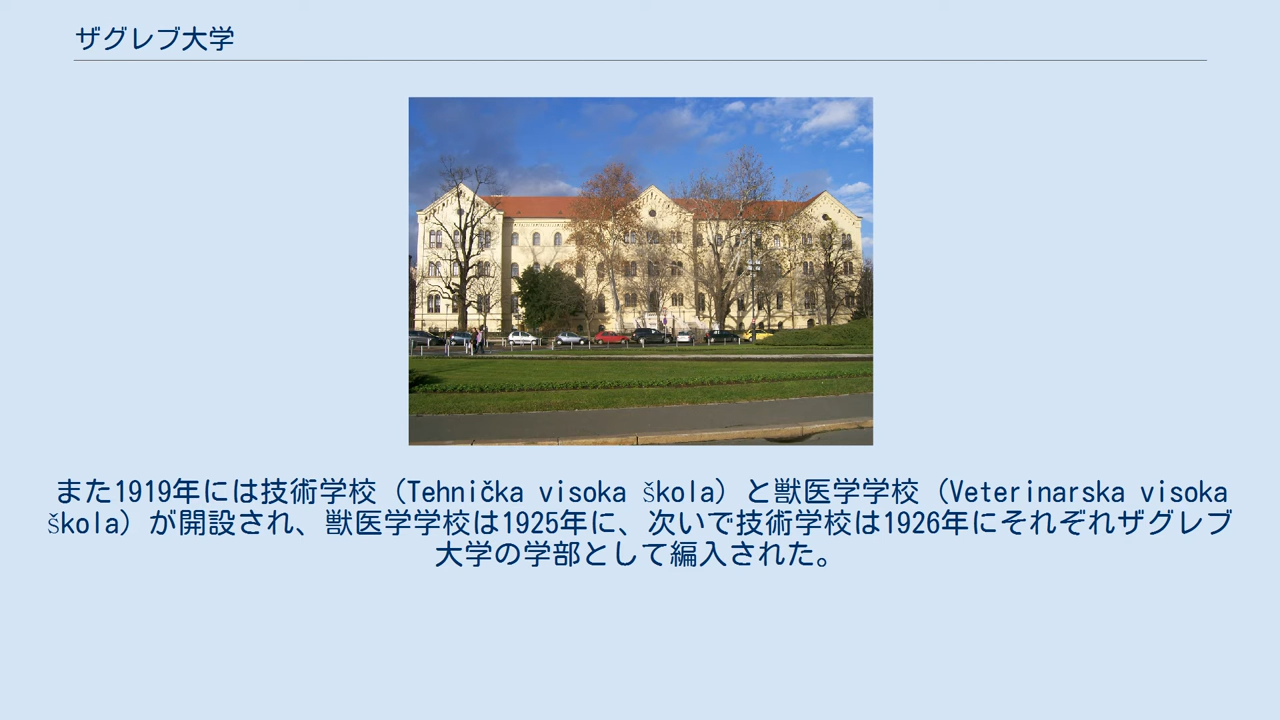 ザグレブ大学
また1919年には技術学校（Tehnička visoka škola）と獣医学学校（Veterinarska visoka
škola）が開設され、獣医学学校は1925年に、次いで技術学校は1926年にそれぞれザグレブ
大学の学部として編入された。